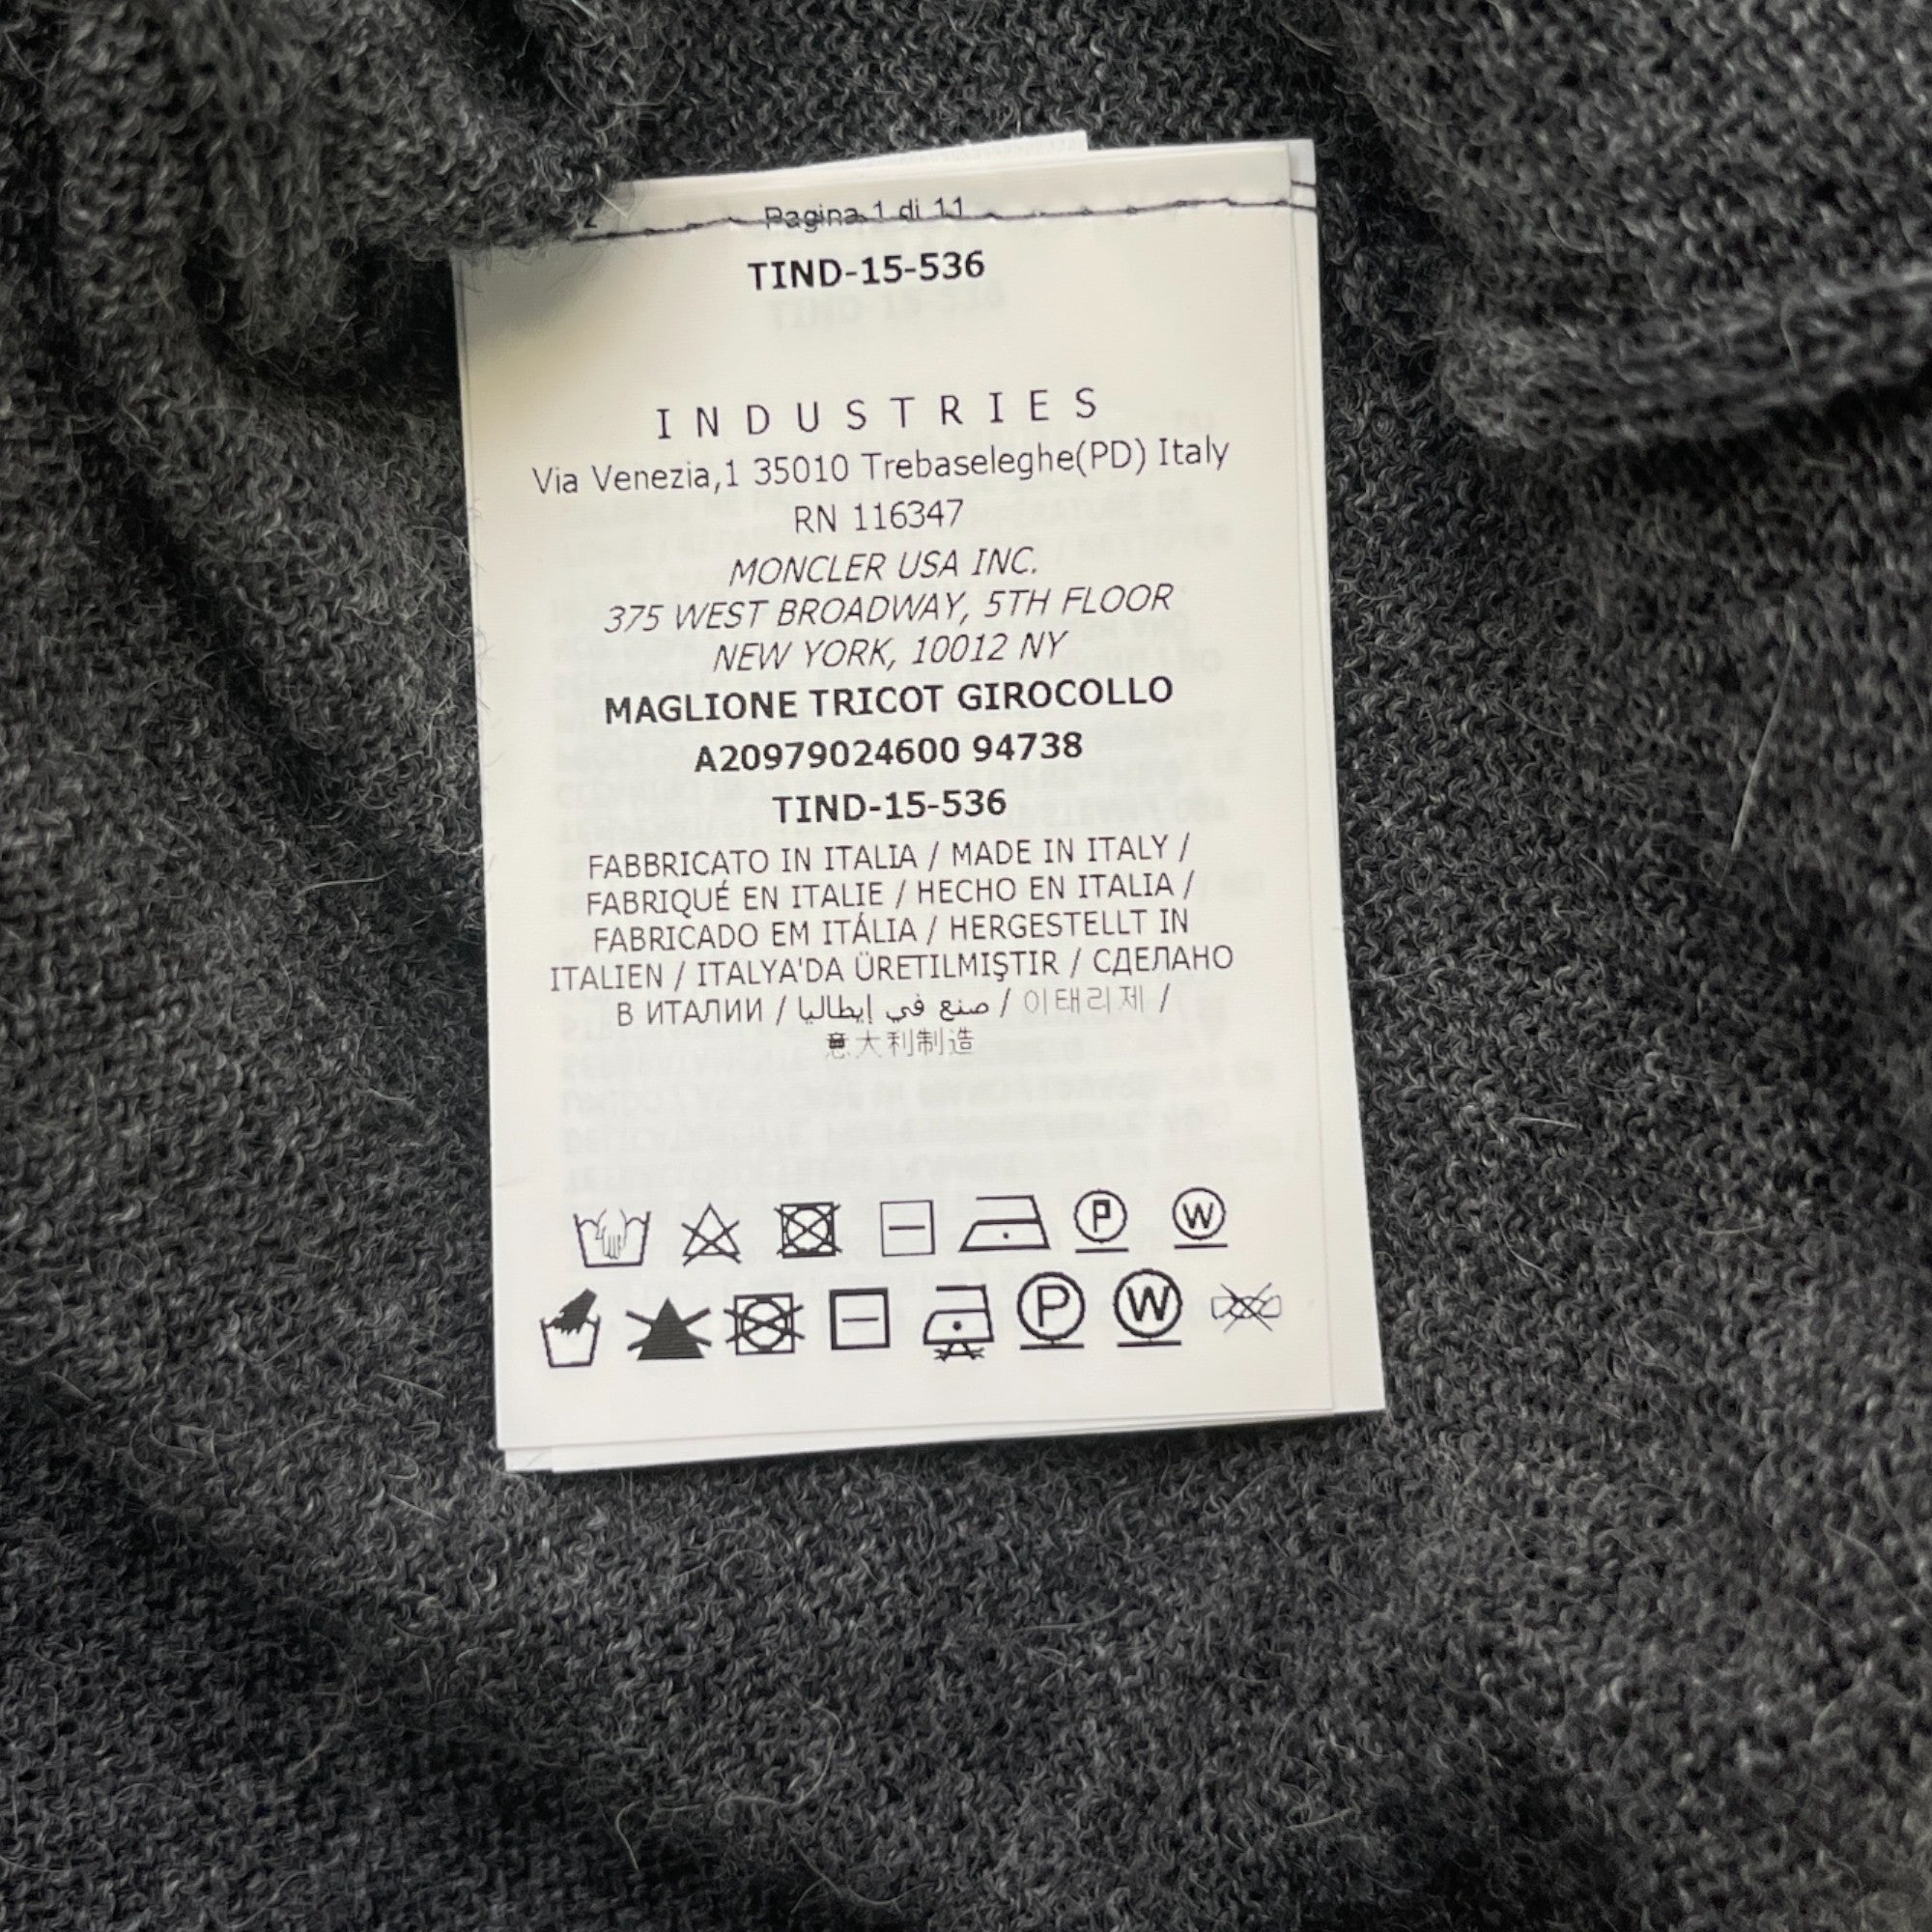 Pagina 1 di 11
TIND-15-536
INDUSTRIES
Via Venezia,1 35010 Trebaseleghe(PD) Italy
RN 116347
MONCLER USA INC.
375 WEST BROADWAY, 5TH FLOOR
NEW YORK, 10012 NY
MAGLIONE TRICOT GIROCOLLO
A20979024600 94738
TIND-15-536
FABBRICATO IN ITALIA / MADE IN ITALY /
FABRIQUÉ EN ITALIE / HECHO EN ITALIA /
FABRICADO EM ITÁLIA / HERGESTELLT IN
ITALIEN / ITALYA'DA ÜRETILMIŞTIR / СДЕЛАНО
В ИТАЛИИ / صنع في إيطاليا / 이태리제 /
意大利制造
P W
P W